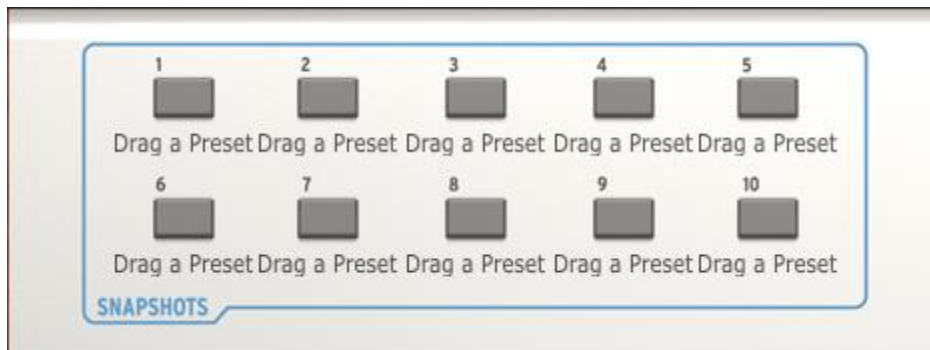 1 2 3 4 5
Drag a Preset Drag a Preset Drag a Preset Drag a Preset Drag a Preset
6 7 8 9 10
Drag a Preset Drag a Preset Drag a Preset Drag a Preset Drag a Preset
SNAPSHOTS